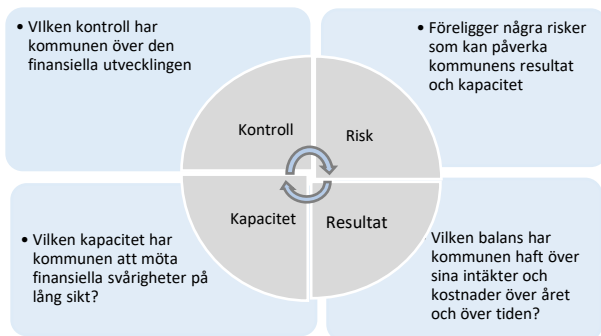 • VIlken kontroll har
kommunen över den
finansiella utvecklingen
• Föreligger några risker
som kan påverka
kommunens resultat
och kapacitet
Kontroll
Risk
Kapacitet
Resultat
• Vilken kapacitet har
kommunen att möta
finansiella svårigheter på
lång sikt?
Vilken balans har
kommunen haft över
sina intäkter och
kostnader över året
och över tiden?